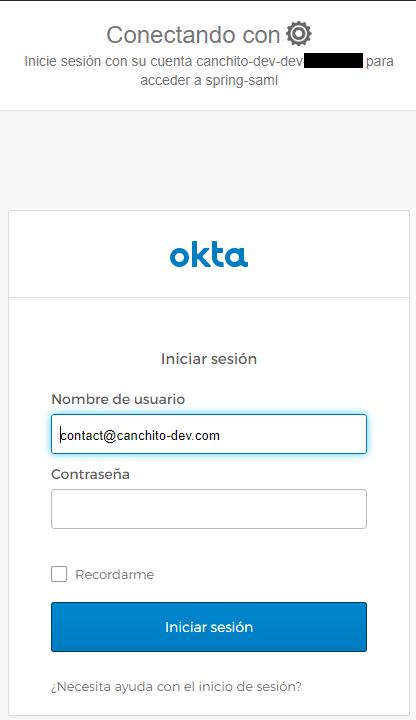 Conectando con
Inicie sesión con su cuenta canchito-dev-dev- para
acceder a spring-saml
okta
Iniciar sesión
Nombre de usuario
contact@canchito-dev.com
Contraseña
Recordarme
Iniciar sesión
¿Necesita ayuda con el inicio de sesión?